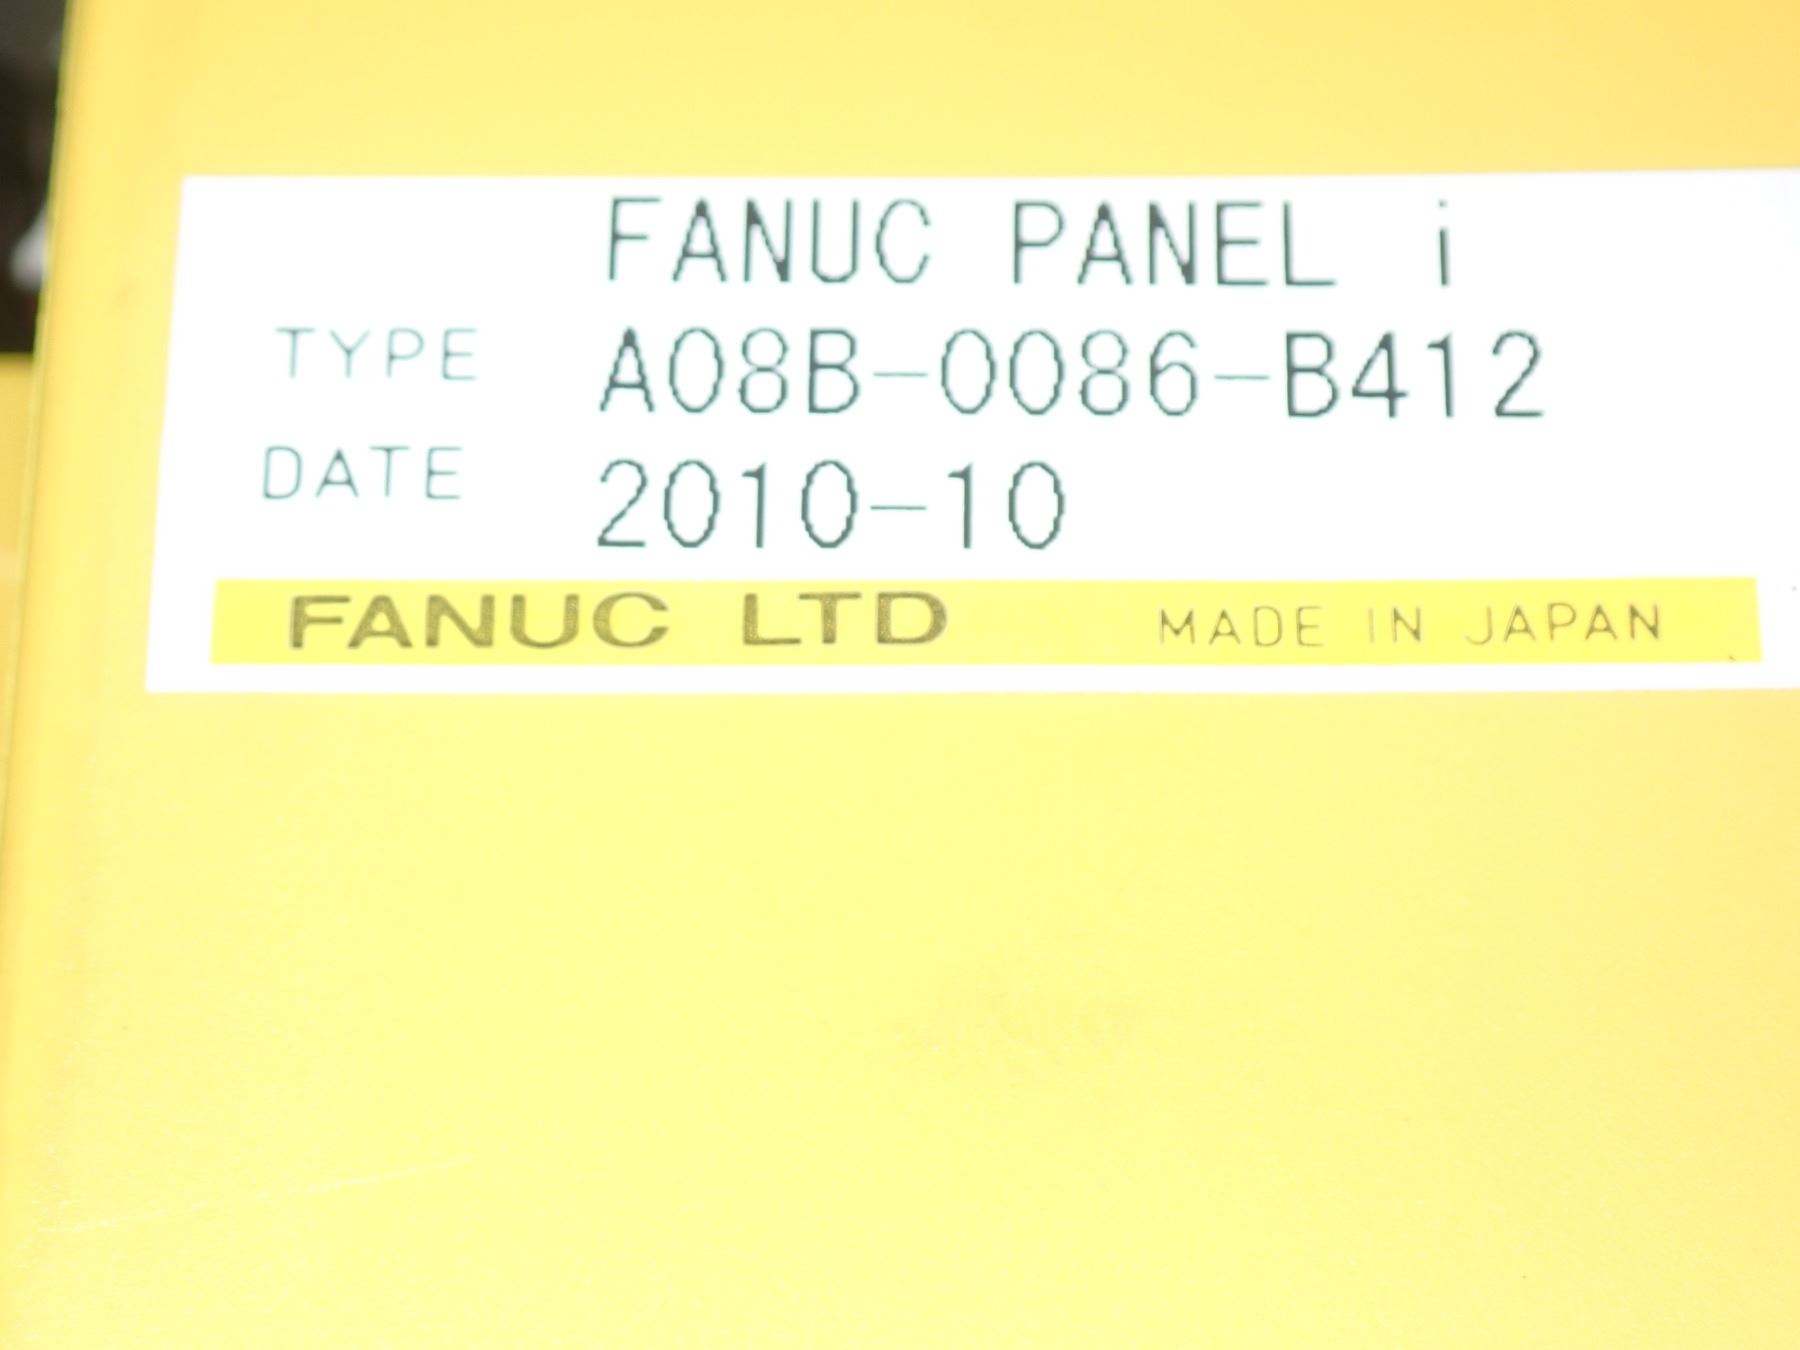 FANUC PANEL i
TYPE A08B-0086-B412
DATE 2010-10
FANUC LTD MADE IN JAPAN